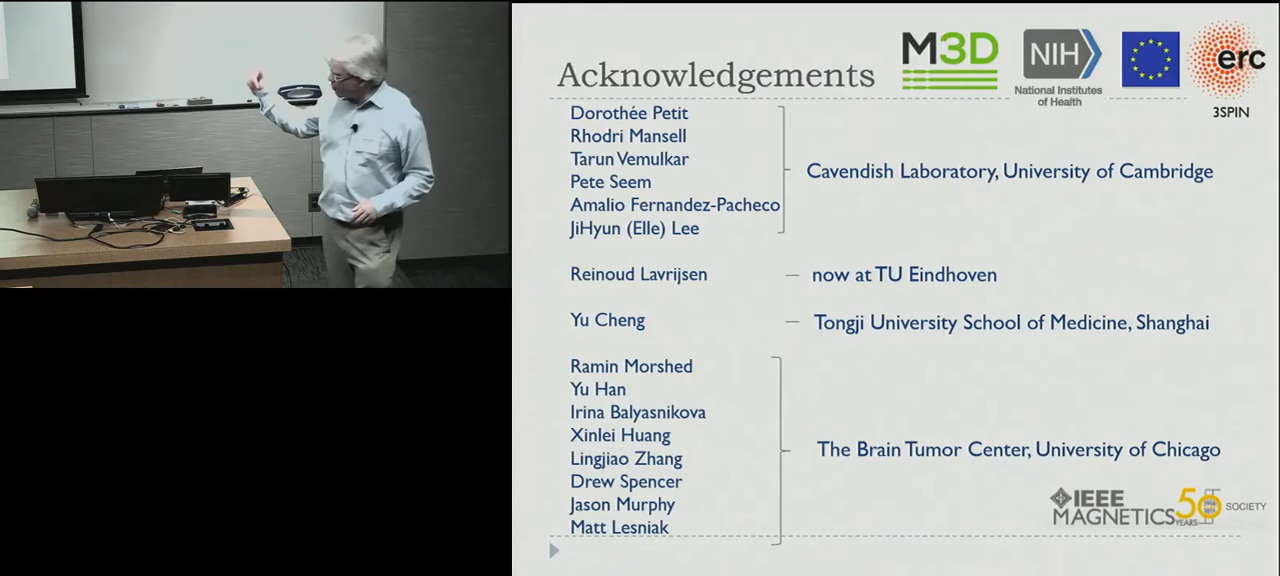 M3D
NIH
National Institutes
of Health
erc
3SPIN
Acknowledgements
Dorothée Petit
Rhodri Mansell
Tarun Vemulkar
Pete Seem
Amalio Fernandez-Pacheco
JiHyun (Elle) Lee
Cavendish Laboratory, University of Cambridge
Reinoud Lavrijsen
— now at TU Eindhoven
Yu Cheng
— Tongji University School of Medicine, Shanghai
Ramin Morshed
Yu Han
Irina Balyasnikova
Xinlei Huang
Lingjiao Zhang
Drew Spencer
Jason Murphy
Matt Lesniak
The Brain Tumor Center, University of Chicago
IEEE
MAGNETICS
50
YEARS
SOCIETY